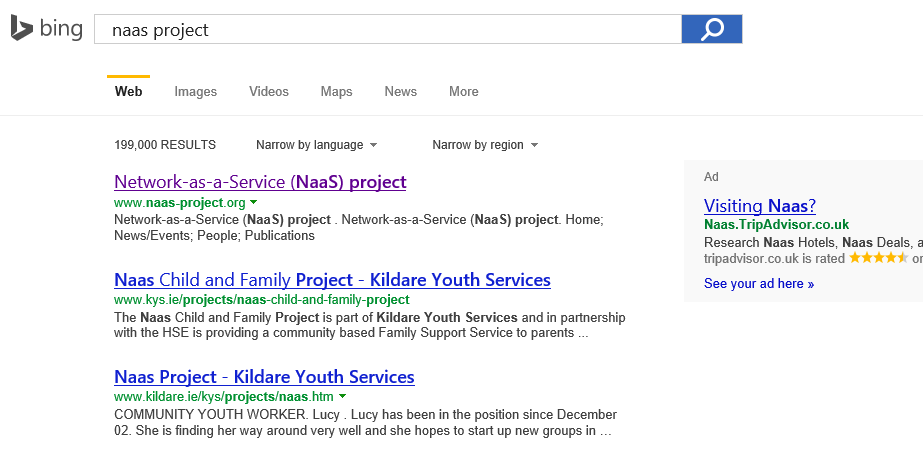 bing
naas project
Web Images Videos Maps News More
199,000 RESULTS Narrow by language Narrow by region
Network-as-a-Service (NaaS) project
www.naas-project.org
Network-as-a-Service (NaaS) project . Network-as-a-Service (NaaS) project. Home;
News/Events; People; Publications
Naas Child and Family Project - Kildare Youth Services
www.kys.ie/projects/naas-child-and-family-project
The Naas Child and Family Project is part of Kildare Youth Services and in partnership
with the HSE is providing a community based Family Support Service to parents ...
Naas Project - Kildare Youth Services
www.kildare.ie/kys/projects/naas.htm
COMMUNITY YOUTH WORKER. Lucy . Lucy has been in the position since December
02. She is finding her way around very well and she hopes to start up new groups in ...
Ad
Visiting Naas?
Naas.TripAdvisor.co.uk
Research Naas Hotels, Naas Deals, a
tripadvisor.co.uk is rated or
See your ad here »